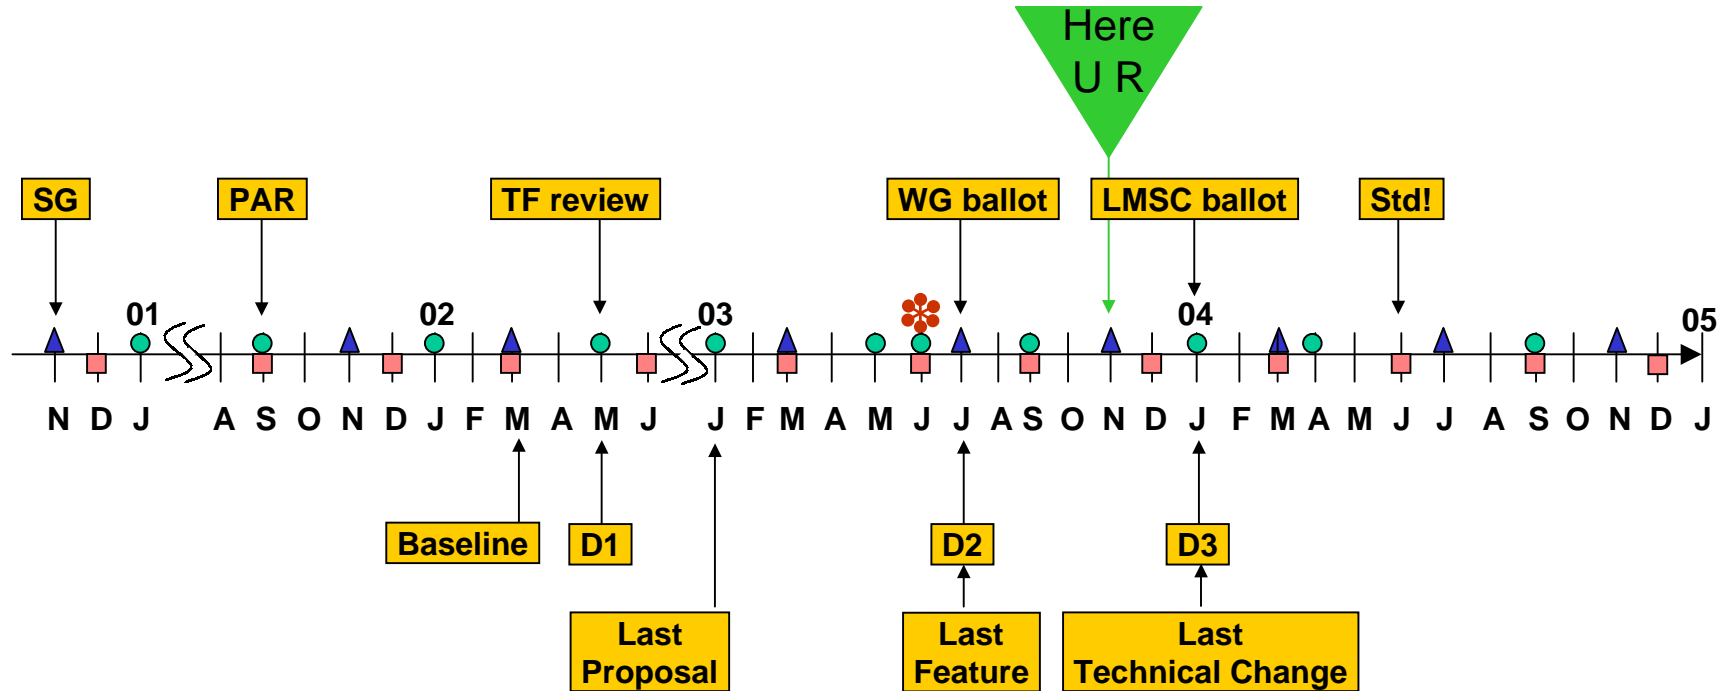 Here
U R
SG
PAR
TF review
WG ballot
LMSC ballot
Std!
01
02
03
04
05
N D J A S O N D J F M A M J J F M A M J J A S O N D J F M A M J J A S O N D J
Baseline
D1
D2
D3
Last
Proposal
Last
Feature
Last
Technical Change